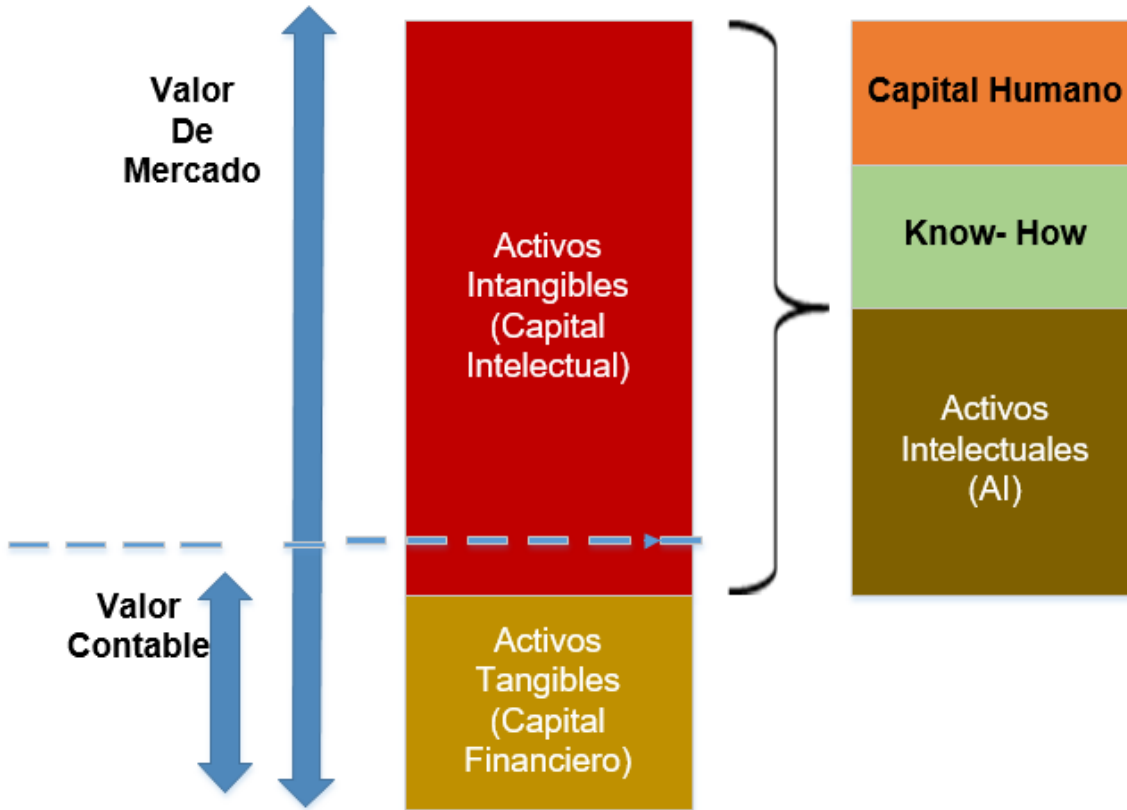 Valor
De
Mercado
Activos
Intangibles
(Capital
Intelectual)
Capital Humano
Know- How
Activos
Intelectuales
(AI)
Valor
Contable
Activos
Tangibles
(Capital
Financiero)